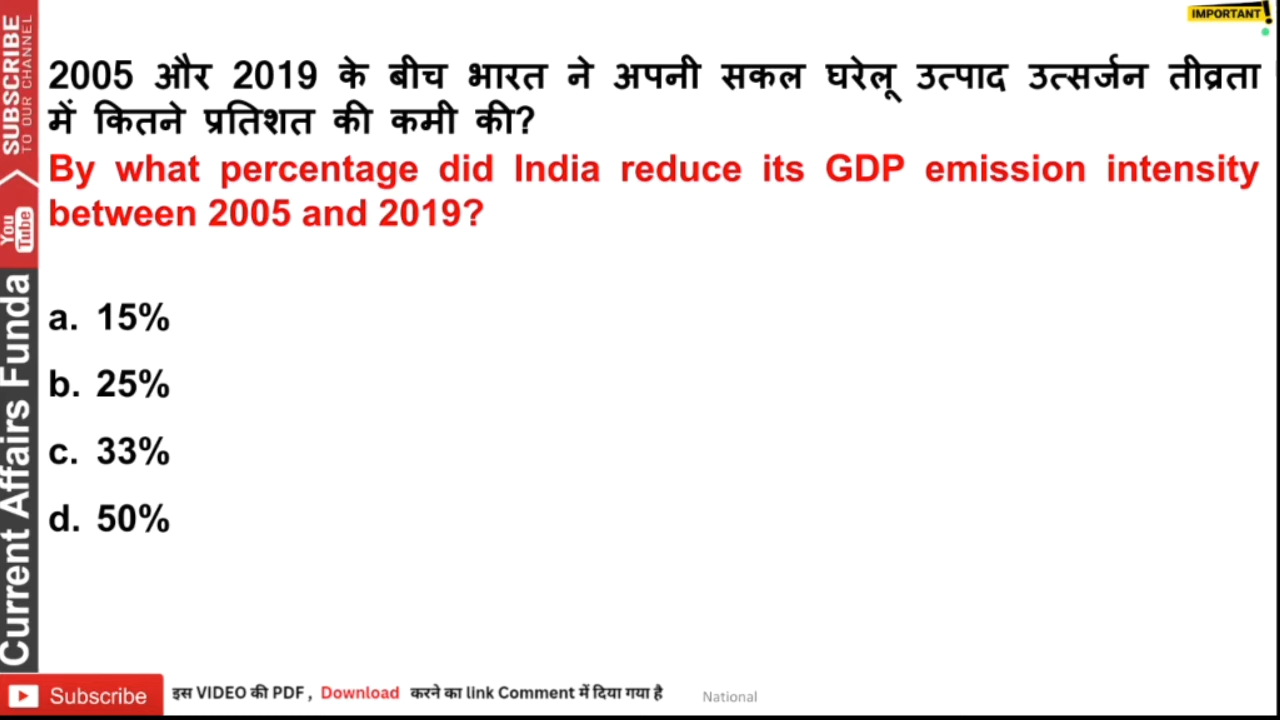 IMPORTANT!
2005 और 2019 के बीच भारत ने अपनी सकल घरेलू उत्पाद उत्सर्जन तीव्रता
में कितने प्रतिशत की कमी की?
By what percentage did India reduce its GDP emission intensity
between 2005 and 2019?
a. 15%
b. 25%
c. 33%
d. 50%
SUBSCRIBE
TO OUR CHANNEL
You Tube
Current Affairs Funda
Subscribe
इस VIDEO की PDF , Download करने का link Comment में दिया गया है
National